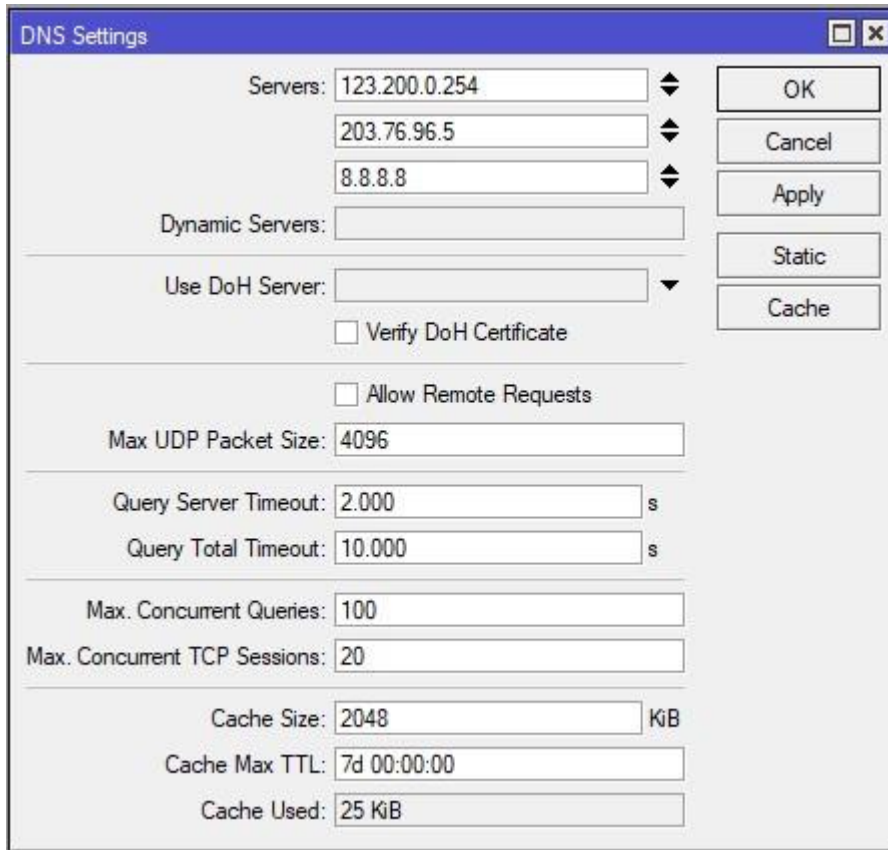 DNS Settings
Servers: 123.200.0.254
203.76.96.5
8.8.8.8
Dynamic Servers:
Use DoH Server:
Verify DoH Certificate
Allow Remote Requests
Max UDP Packet Size: 4096
Query Server Timeout: 2.000 s
Query Total Timeout: 10.000 s
Max. Concurrent Queries: 100
Max. Concurrent TCP Sessions: 20
Cache Size: 2048 KiB
Cache Max TTL: 7d 00:00:00
Cache Used: 25 KiB
OK
Cancel
Apply
Static
Cache